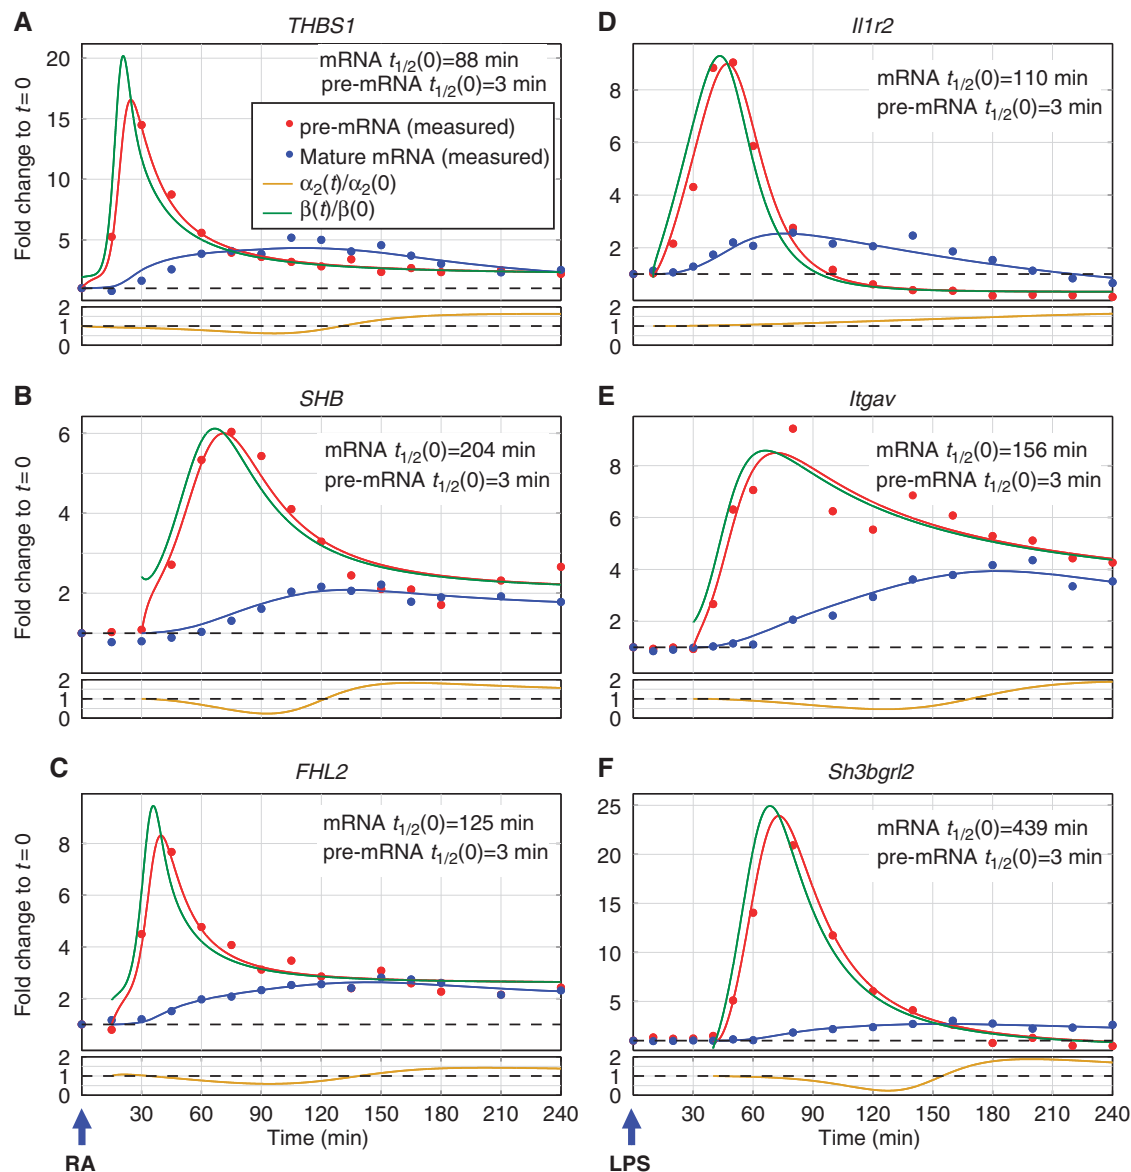 A
THBS1
mRNA t1/2(0)=88 min
pre-mRNA t1/2(0)=3 min
pre-mRNA (measured)
Mature mRNA (measured)
α2(t)/α2(0)
β(t)/β(0)
Fold change to t=0
20
15
10
5
2
1
0
D
Il1r2
mRNA t1/2(0)=110 min
pre-mRNA t1/2(0)=3 min
8
6
4
2
0
2
1
0
B
SHB
mRNA t1/2(0)=204 min
pre-mRNA t1/2(0)=3 min
Fold change to t=0
6
4
2
2
1
0
E
Itgav
mRNA t1/2(0)=156 min
pre-mRNA t1/2(0)=3 min
8
6
4
2
2
1
0
C
FHL2
mRNA t1/2(0)=125 min
pre-mRNA t1/2(0)=3 min
Fold change to t=0
8
6
4
2
2
1
0
30 60 90 120 150 180 210 240
Time (min)
RA
F
Sh3bgrl2
mRNA t1/2(0)=439 min
pre-mRNA t1/2(0)=3 min
25
20
15
10
5
0
2
1
0
30 60 90 120 150 180 210 240
Time (min)
LPS